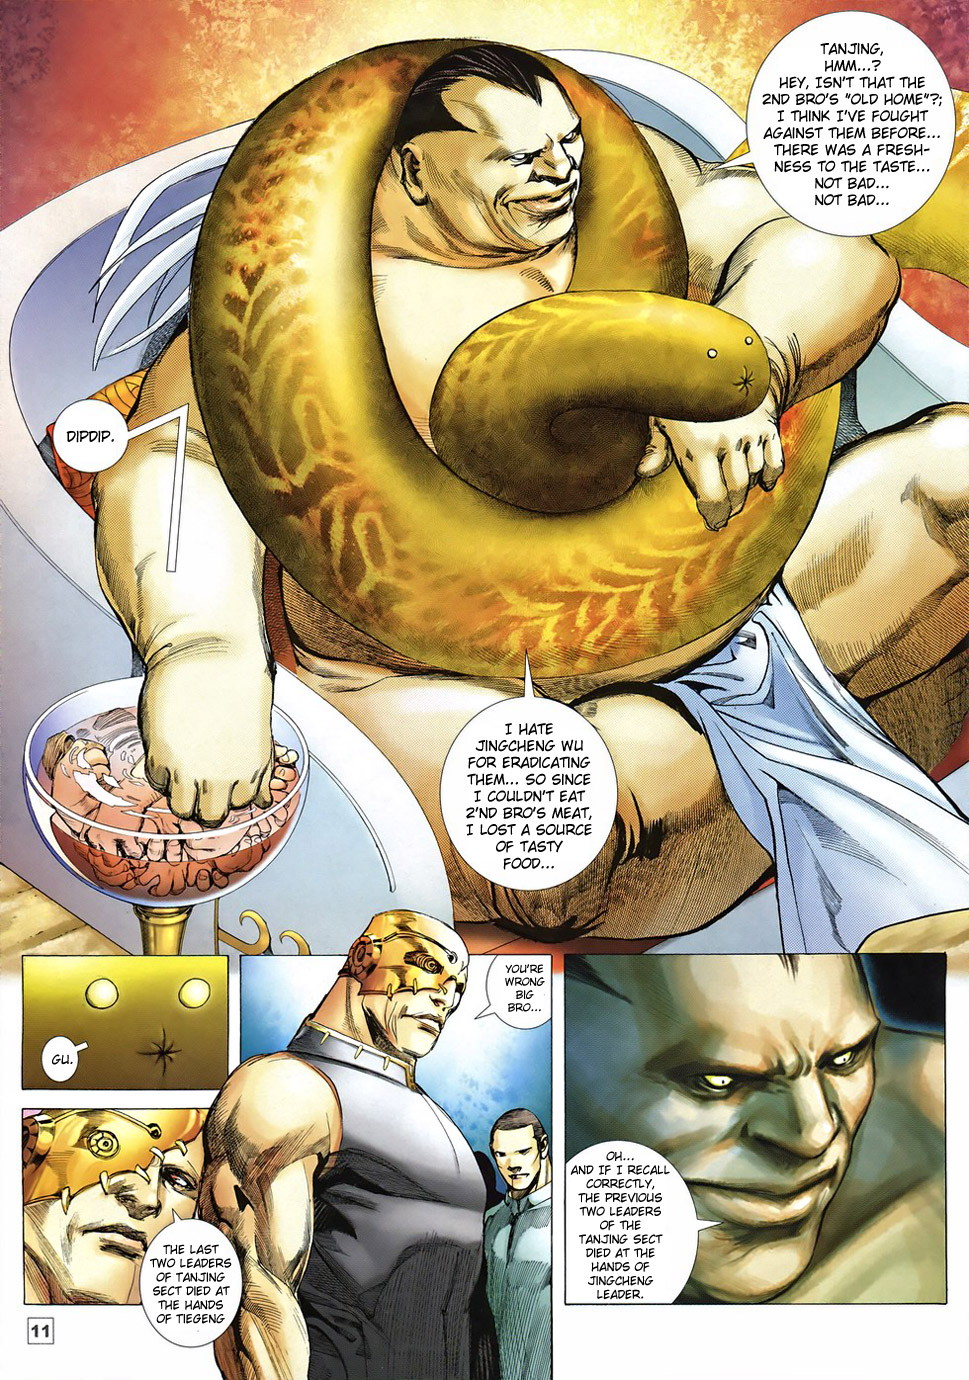 TANJING,
HMM...?
HEY, ISN'T THAT THE
2ND BRO'S "OLD HOME"?;
I THINK I'VE FOUGHT
AGAINST THEM BEFORE...
THERE WAS A FRESH-
NESS TO THE TASTE...
NOT BAD...
NOT BAD...
DIPDIP.
I HATE
JINGCHENG WU
FOR ERADICATING
THEM... SO SINCE
I COULDN'T EAT
2'ND BRO'S MEAT,
I LOST A SOURCE
OF TASTY
FOOD...
GU.
YOU'RE
WRONG
BIG
BRO...
THE LAST
TWO LEADERS
OF TANJING
SECT DIED AT
THE HANDS
OF TIEGENG
OH...
AND IF I RECALL
CORRECTLY,
THE PREVIOUS
TWO LEADERS
OF THE
TANJING SECT
DIED AT THE
HANDS OF
JINGCHENG
LEADER.
11